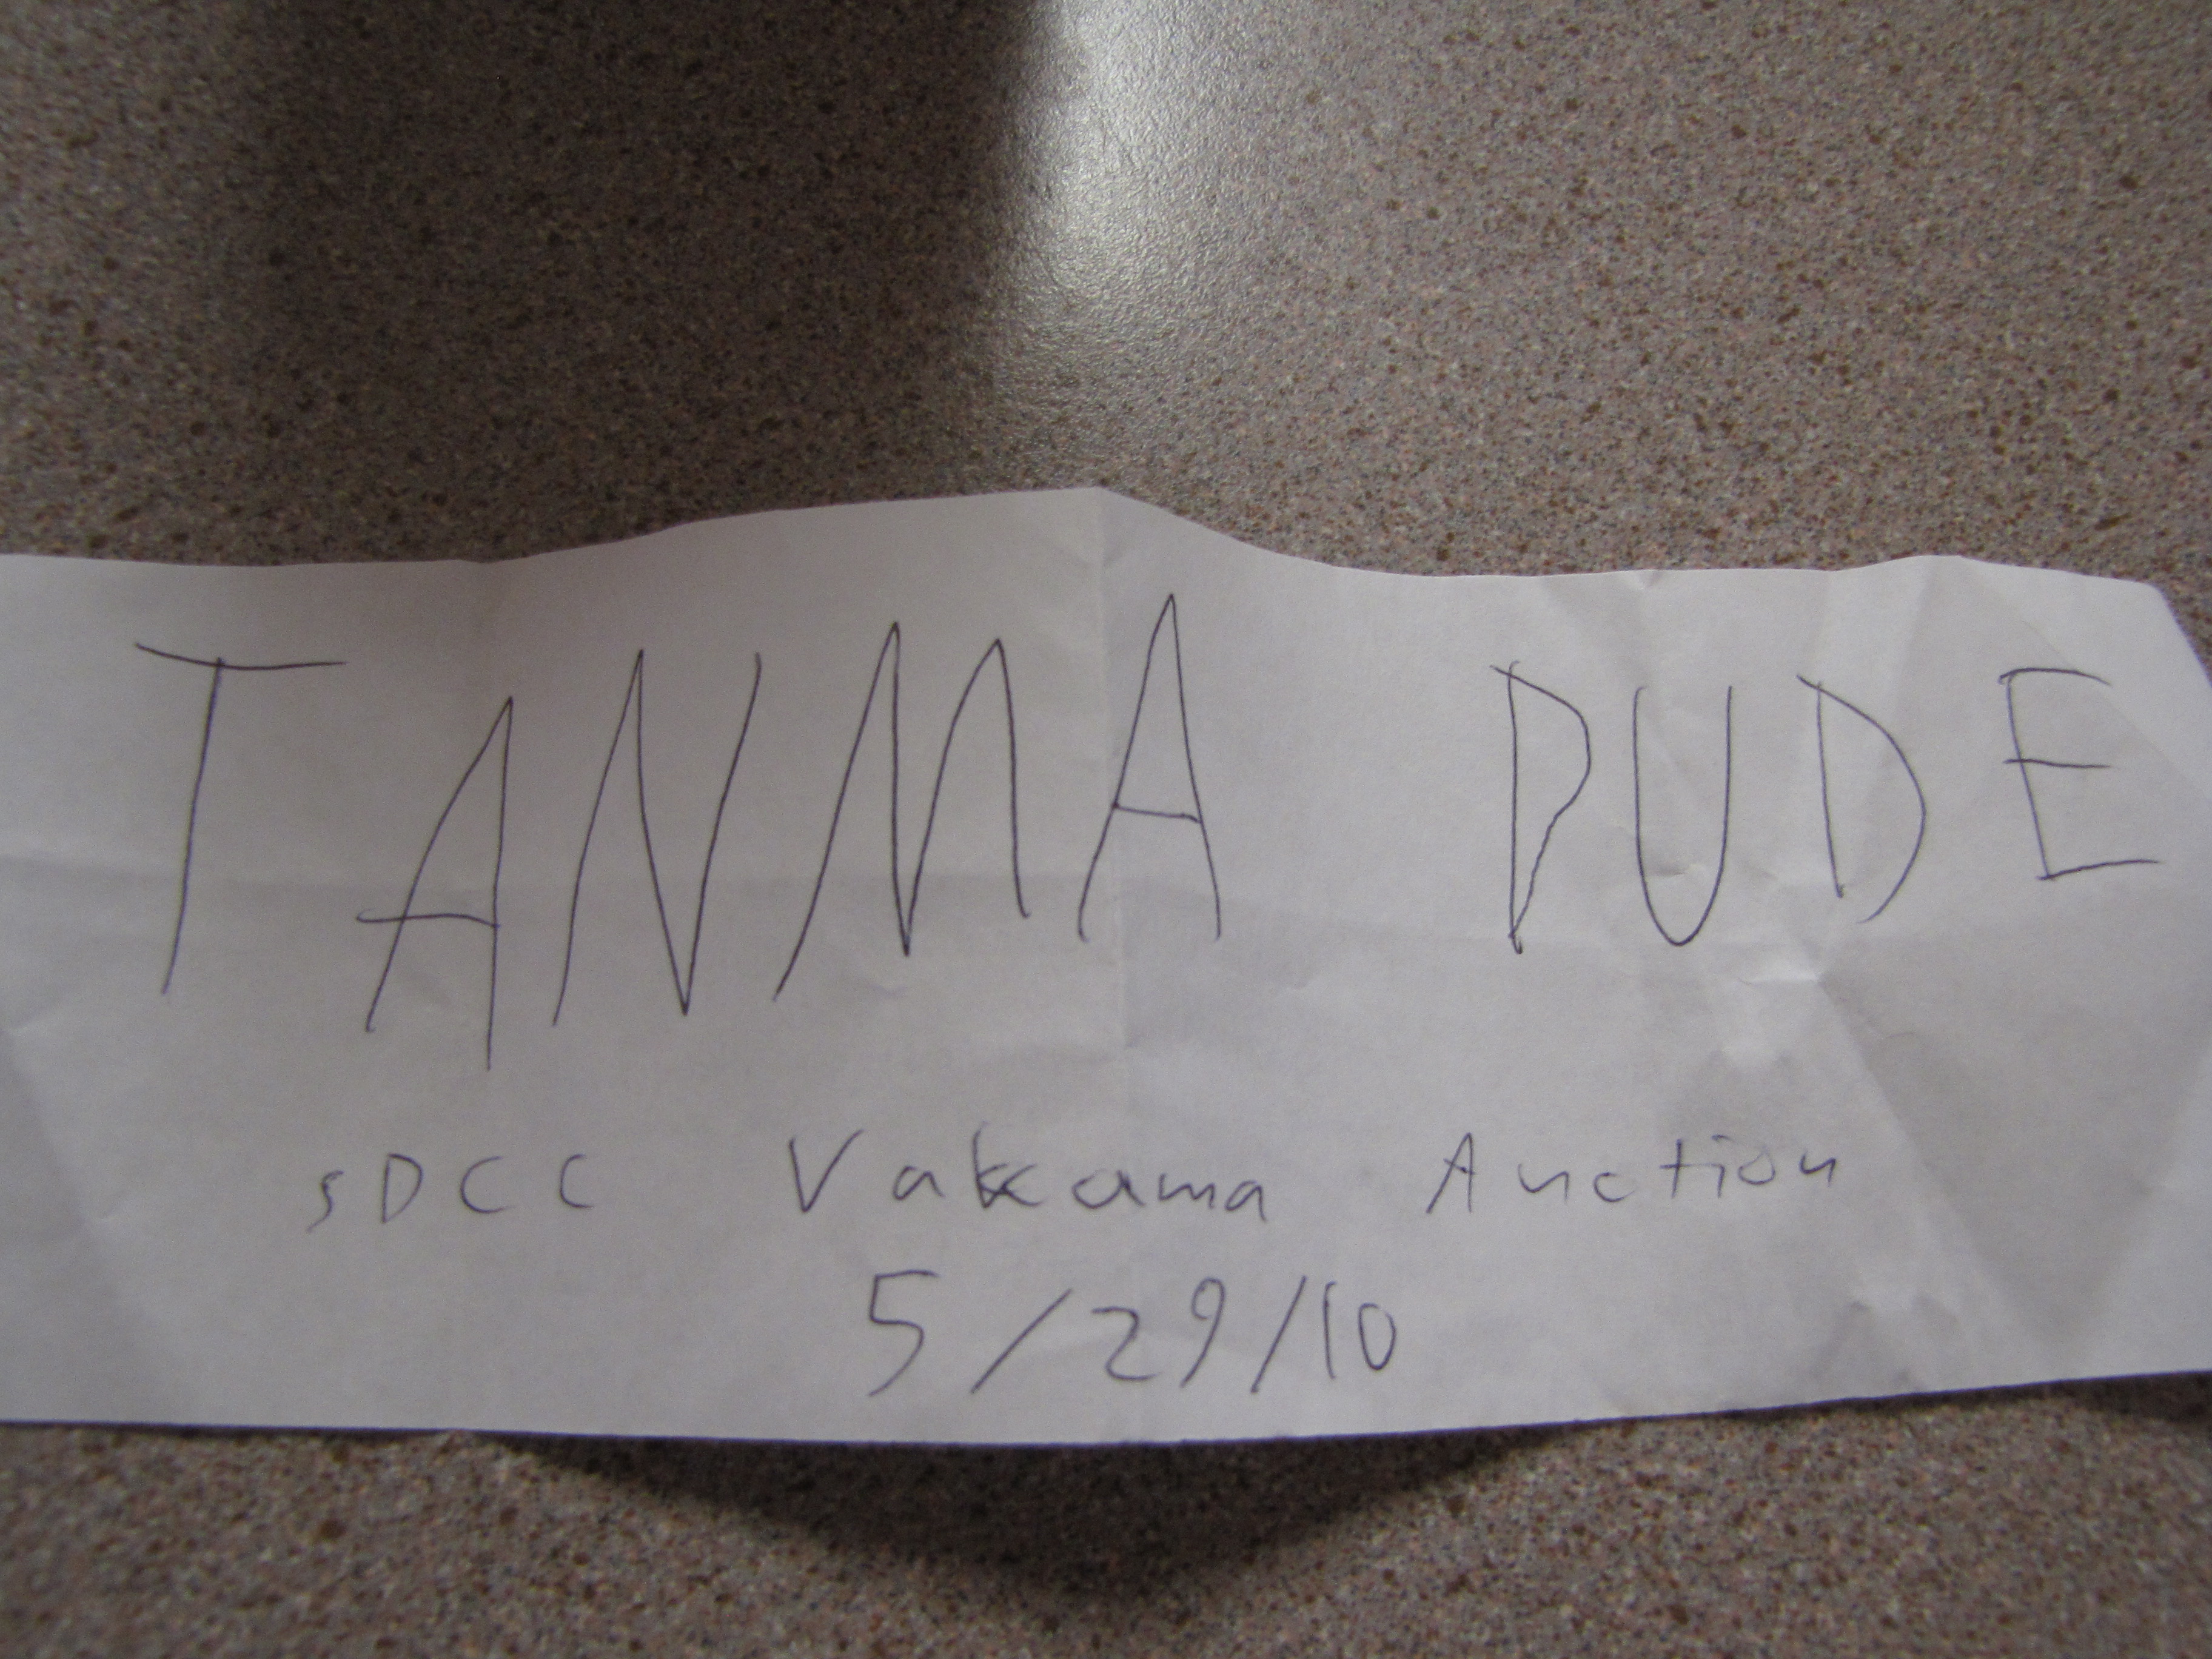 TANMA DUDE
SDCC Vakama Auction
5/29/10